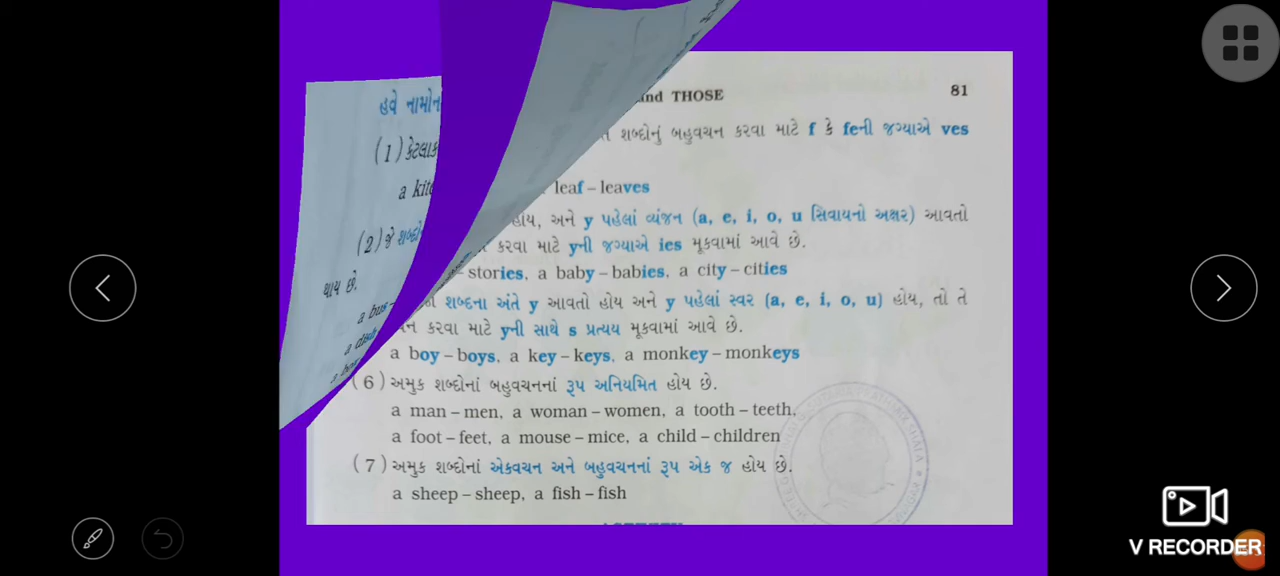 હવે નામોન
(1) કેટલાક
a kit
(2) જે શબ્દો
થાય છે.
a bus-
and THOSE 81
શબ્દોનું બહુવચન કરવા માટે f કે feની જગ્યાએ ves
leaf – leaves
હોય, અને y પહેલાં વ્યંજન (a, e, i, o, u સિવાયનો અક્ષર) આવતો
કરવા માટે yની જગ્યાએ ies મૂકવામાં આવે છે.
– stories, a baby – babies, a city – cities
શબ્દના અંતે y આવતો હોય અને y પહેલાં સ્વર (a, e, i, o, u) હોય, તો તે
કરવા માટે yની સાથે s પ્રત્યય મૂકવામાં આવે છે.
a boy – boys, a key – keys, a monkey – monkeys
(6) અમુક શબ્દોનાં બહુવચનનાં રૂપ અનિયમિત હોય છે.
a man – men, a woman – women, a tooth – teeth,
a foot – feet, a mouse – mice, a child – children
(7) અમુક શબ્દોનાં એકવચન અને બહુવચનનાં રૂપ એક જ હોય છે.
a sheep – sheep, a fish – fish
V RECORDER